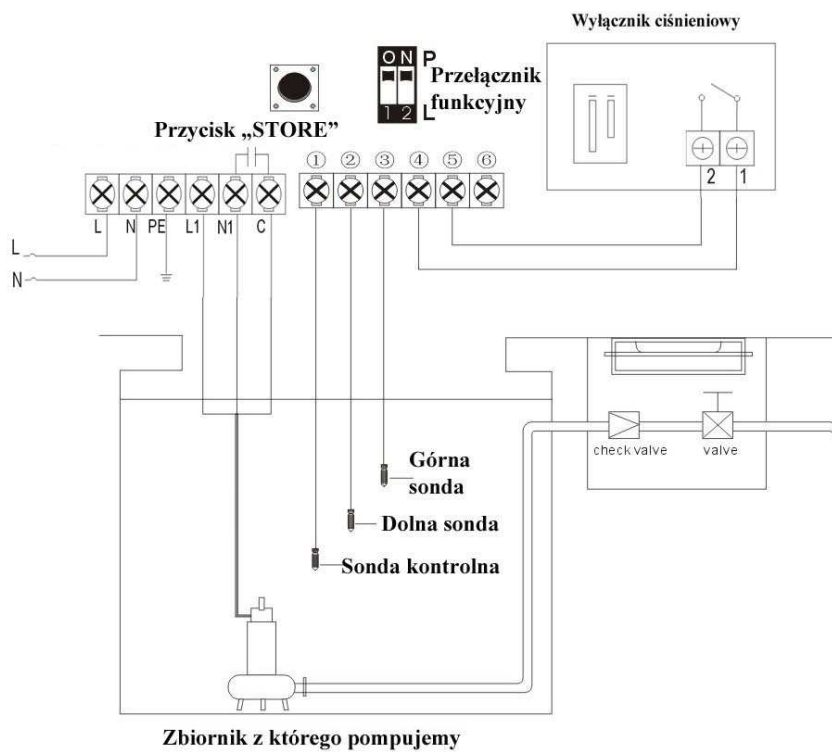 Wyłącznik ciśnieniowy
ON P
Przełącznik
funkcyjny
1 2 L
Przycisk „STORE”
① ② ③ ④ ⑤ ⑥
2 1
L N PE L1 N1 C
L
N
Górna
sonda
check valve valve
Dolna sonda
Sonda kontrolna
Zbiornik z którego pompujemy